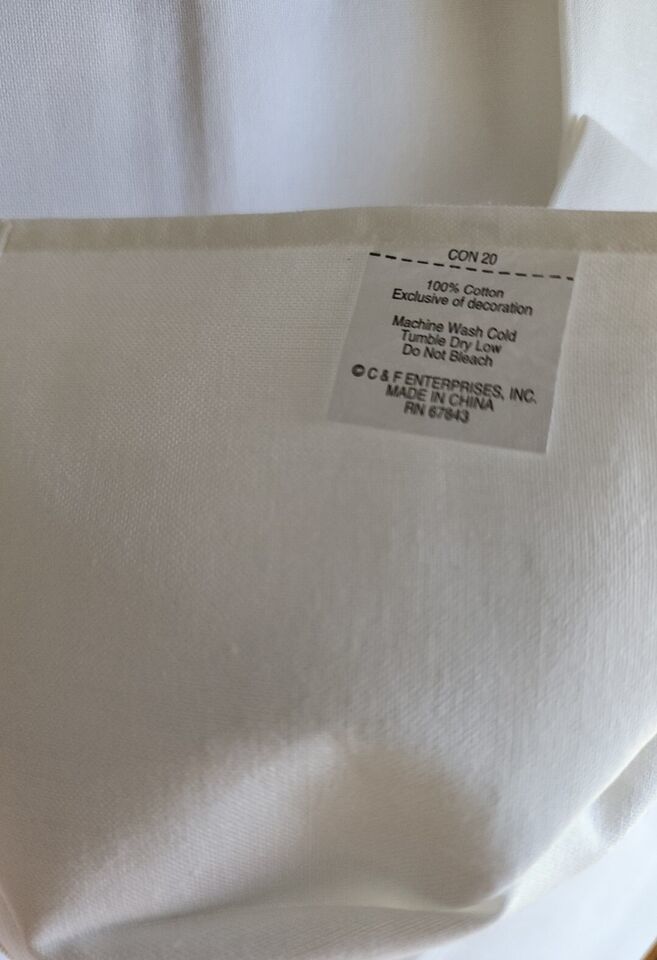 CON 20
100% Cotton
Exclusive of decoration
Machine Wash Cold
Tumble Dry Low
Do Not Bleach
© C & F ENTERPRISES, INC.
MADE IN CHINA
RN 67843